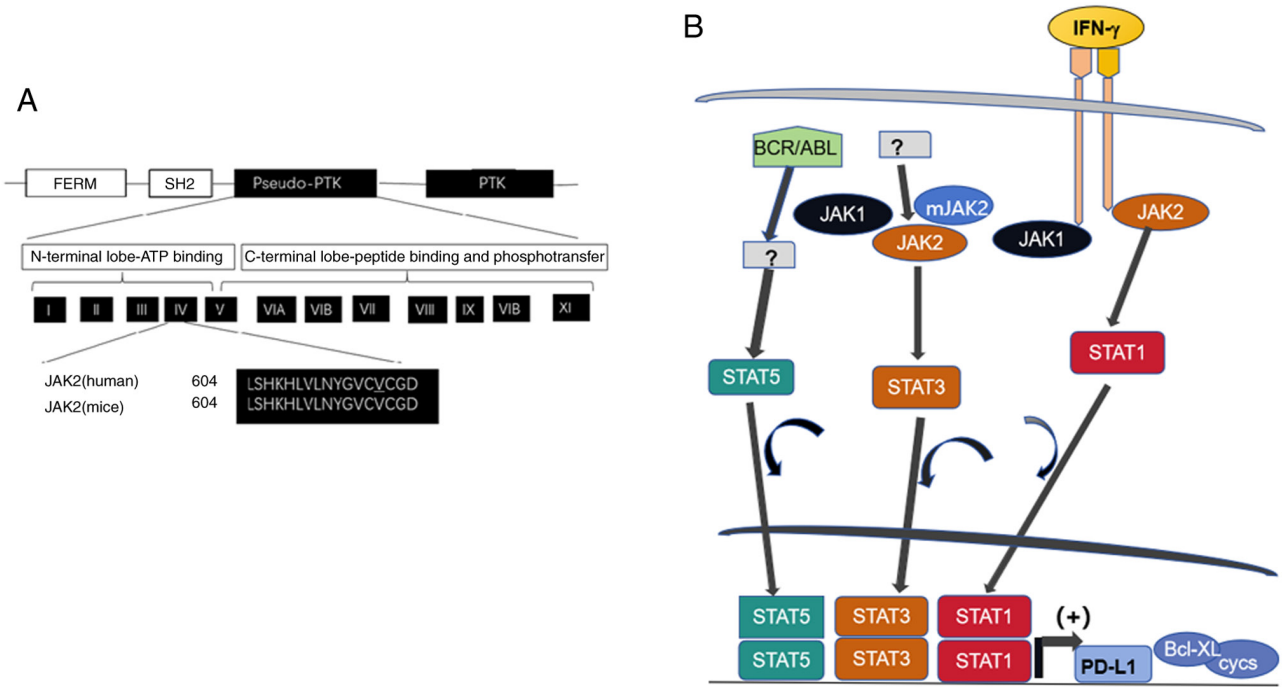 A
FERM SH2 Pseudo-PTK PTK
N-terminal lobe-ATP binding C-terminal lobe-peptide binding and phosphotransfer
I II III IV V VIA VIB VII VIII IX VIB XI
JAK2(human) 604 LSHKHLVLNYGVCVCGD
JAK2(mice) 604 LSHKHLVLNYGVCVCGD
B
IFN-γ
BCR/ABL ?
JAK1 mJAK2 JAK2
JAK1 JAK2
?
STAT5 STAT3 STAT1
STAT5 STAT3 STAT1 (+)
STAT5 STAT3 STAT1 PD-L1 Bcl-XL cycs